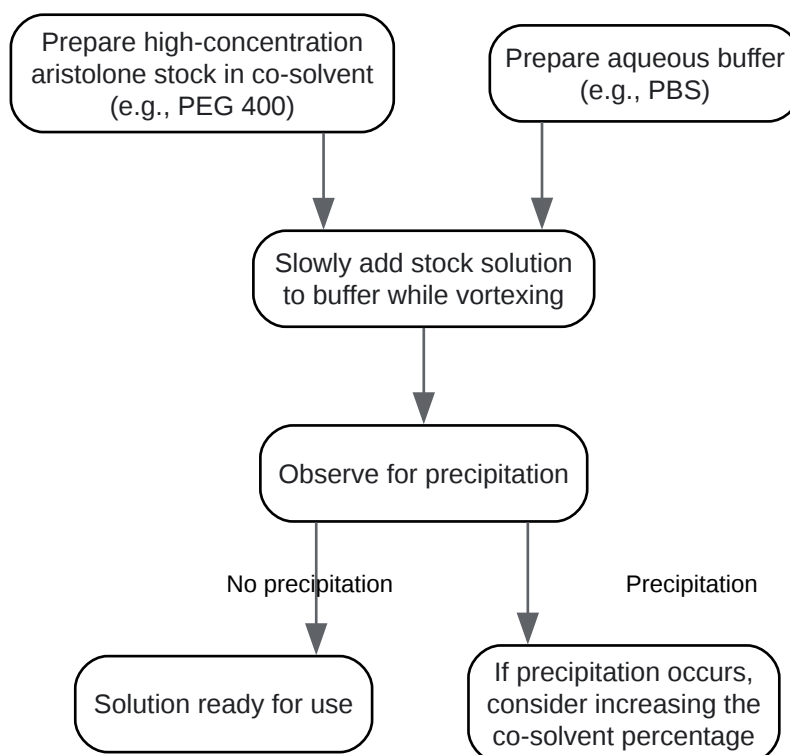 Prepare high-concentration
aristolone stock in co-solvent
(e.g., PEG 400)
Prepare aqueous buffer
(e.g., PBS)
Slowly add stock solution
to buffer while vortexing
Observe for precipitation
No precipitation
Precipitation
Solution ready for use
If precipitation occurs,
consider increasing the
co-solvent percentage